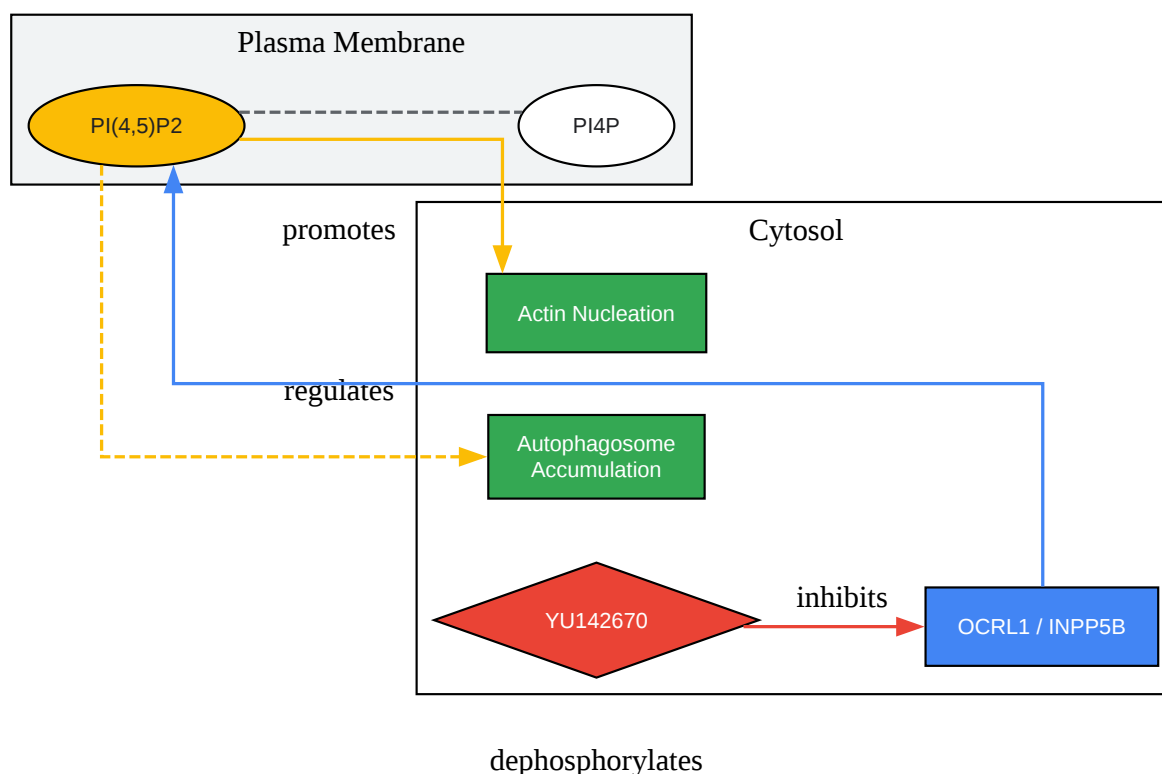 Plasma Membrane
PI(4,5)P2
PI4P
promotes
Cytosol
Actin Nucleation
regulates
Autophagosome
Accumulation
inhibits
YU142670
OCRL1 / INPP5B
dephosphorylates